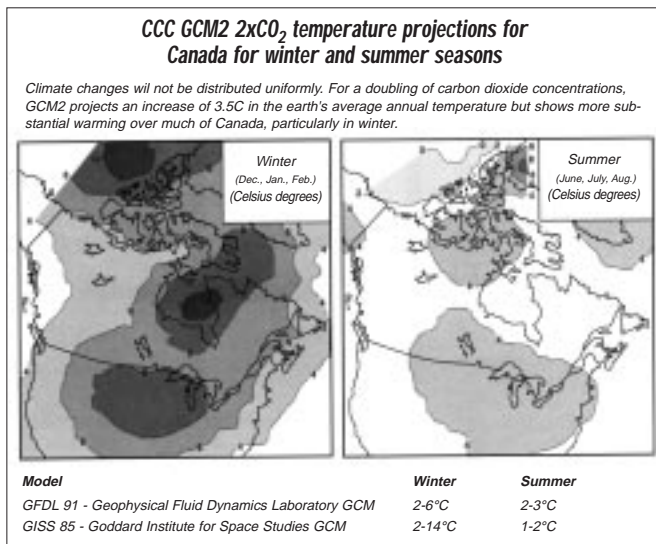 CCC GCM2 2xCO2 temperature projections for
Canada for winter and summer seasons
Climate changes wil not be distributed uniformly. For a doubling of carbon dioxide concentrations,
GCM2 projects an increase of 3.5C in the earth's average annual temperature but shows more sub-
stantial warming over much of Canada, particularly in winter.
Winter
(Dec., Jan., Feb.)
(Celsius degrees)
Summer
(June, July, Aug.)
(Celsius degrees)
Model Winter Summer
GFDL 91 - Geophysical Fluid Dynamics Laboratory GCM 2-6°C 2-3°C
GISS 85 - Goddard Institute for Space Studies GCM 2-14°C 1-2°C